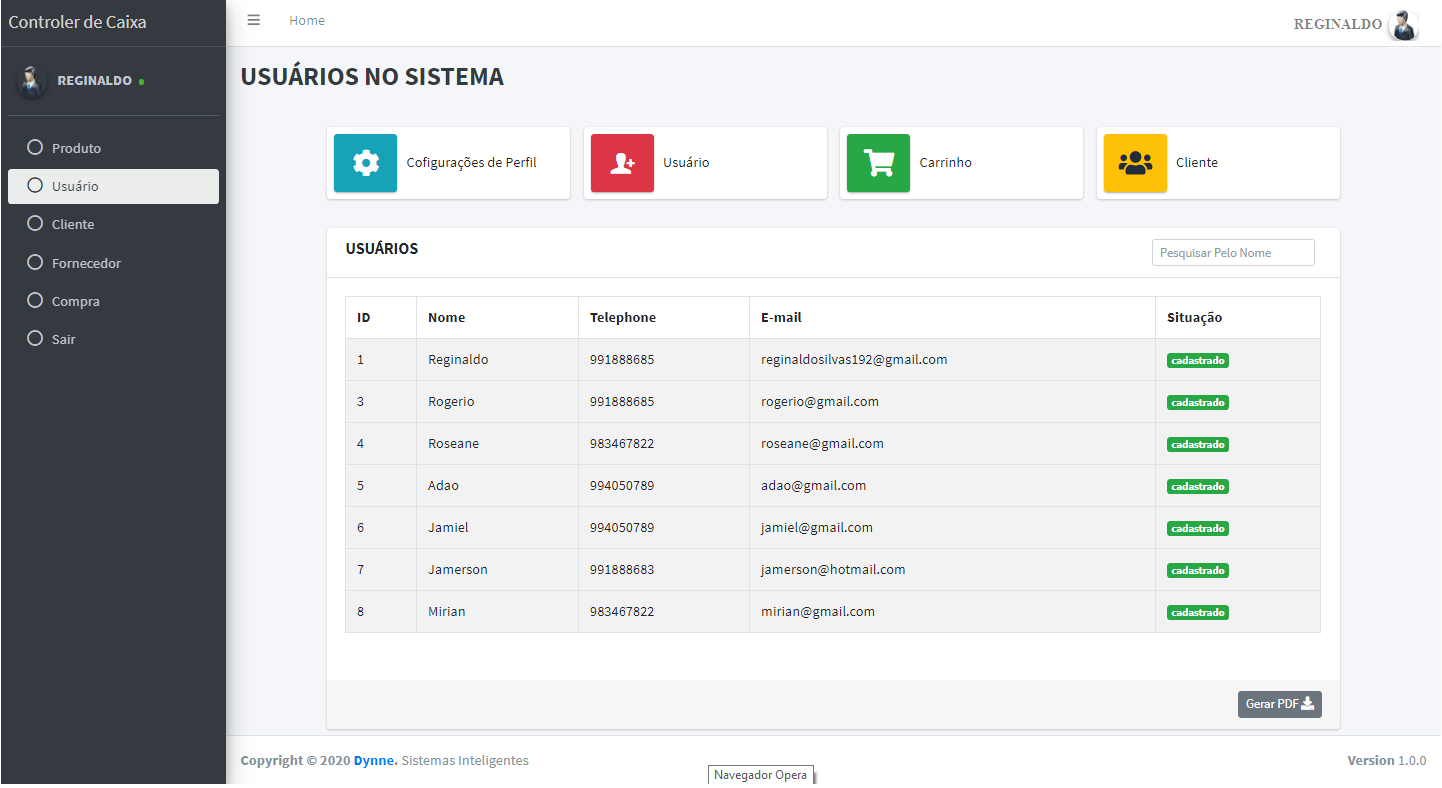 Controler de Caixa
Home
REGINALDO
REGINALDO
Produto
Usuário
Cliente
Fornecedor
Compra
Sair
USUÁRIOS NO SISTEMA
Cofigurações de Perfil
Usuário
Carrinho
Cliente
USUÁRIOS
Pesquisar Pelo Nome
ID Nome Telephone E-mail Situação
1 Reginaldo 991888685 reginaldosilvas192@gmail.com cadastrado
3 Rogerio 991888685 rogerio@gmail.com cadastrado
4 Roseane 983467822 roseane@gmail.com cadastrado
5 Adao 994050789 adao@gmail.com cadastrado
6 Jamiel 994050789 jamiel@gmail.com cadastrado
7 Jamerson 991888683 jamerson@hotmail.com cadastrado
8 Mirian 983467822 mirian@gmail.com cadastrado
Gerar PDF
Copyright © 2020 Dynne. Sistemas Inteligentes
Version 1.0.0
Navegador Opera